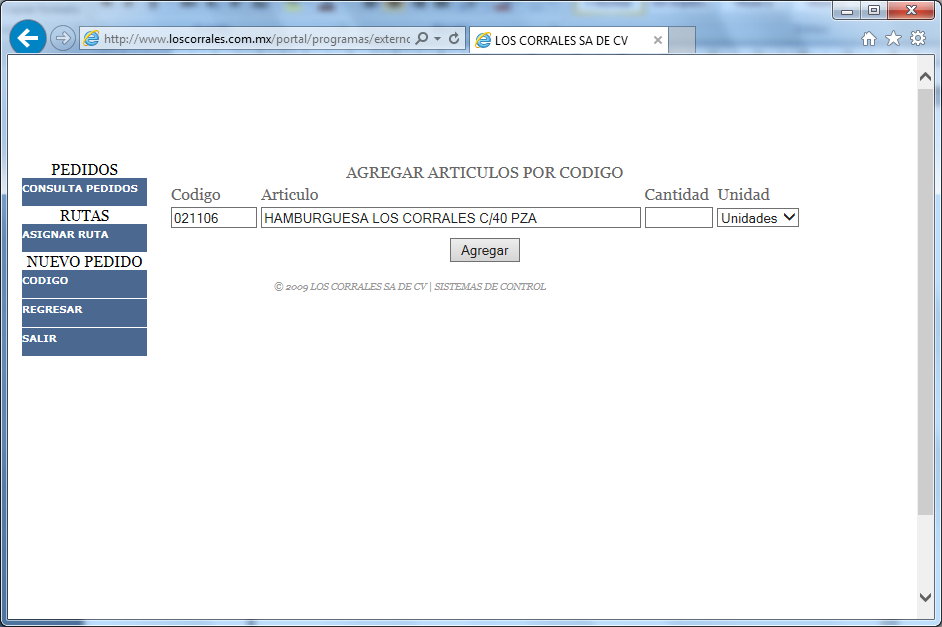 http://www.loscorrales.com.mx/portal/programas/externo
LOS CORRALES SA DE CV
PEDIDOS
CONSULTA PEDIDOS
RUTAS
ASIGNAR RUTA
NUEVO PEDIDO
CODIGO
REGRESAR
SALIR
AGREGAR ARTICULOS POR CODIGO
Codigo Articulo Cantidad Unidad
021106 HAMBURGUESA LOS CORRALES C/40 PZA Unidades
Agregar
© 2009 LOS CORRALES SA DE CV | SISTEMAS DE CONTROL